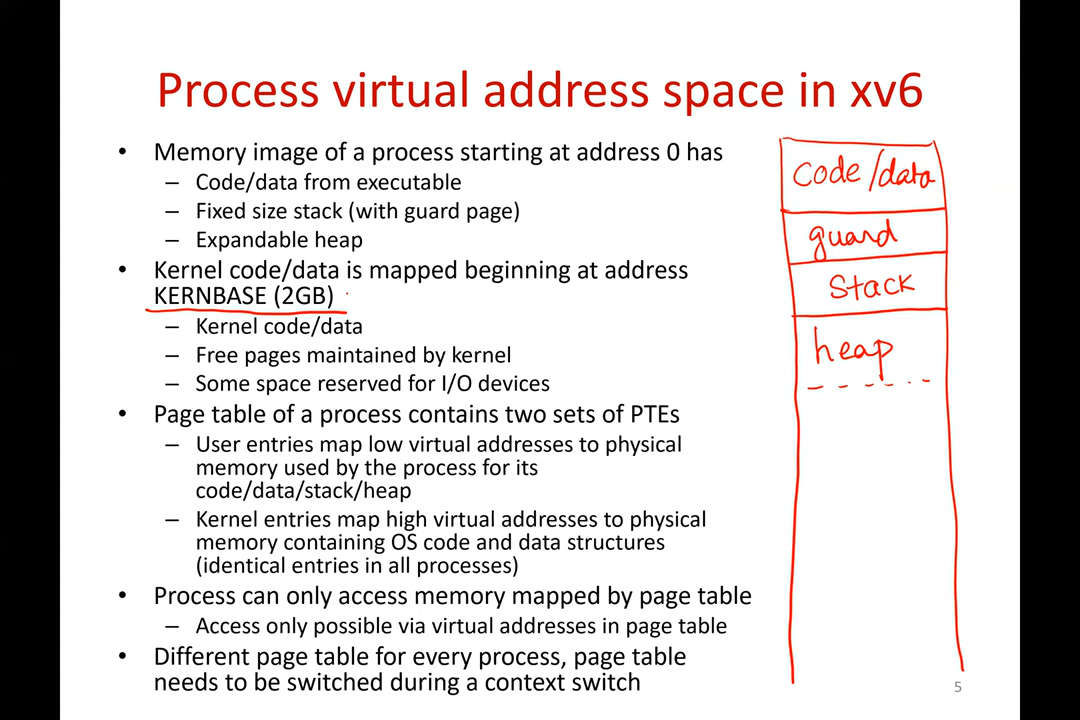 Process virtual address space in xv6
• Memory image of a process starting at address 0 has
– Code/data from executable
– Fixed size stack (with guard page)
– Expandable heap
• Kernel code/data is mapped beginning at address
KERNBASE (2GB)
– Kernel code/data
– Free pages maintained by kernel
– Some space reserved for I/O devices
• Page table of a process contains two sets of PTEs
– User entries map low virtual addresses to physical
memory used by the process for its
code/data/stack/heap
– Kernel entries map high virtual addresses to physical
memory containing OS code and data structures
(identical entries in all processes)
• Process can only access memory mapped by page table
– Access only possible via virtual addresses in page table
• Different page table for every process, page table
needs to be switched during a context switch
code/data
guard
Stack
heap
5